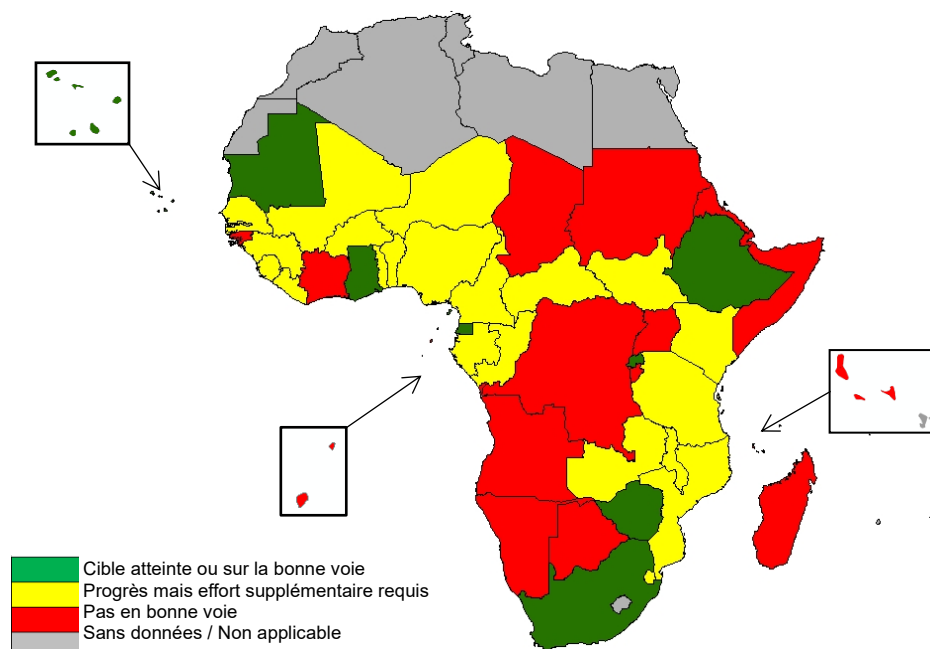 Cible atteinte ou sur la bonne voie
Progrès mais effort supplémentaire requis
Pas en bonne voie
Sans données / Non applicable